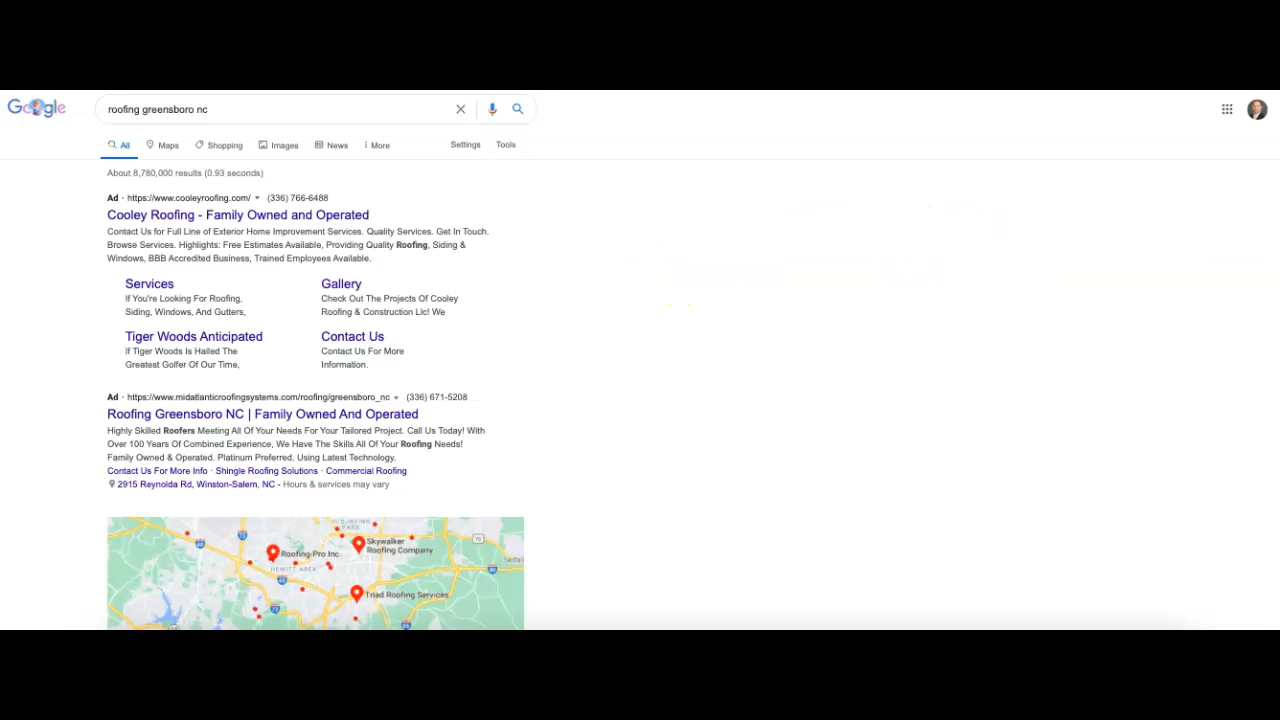 Google
roofing greensboro nc
All Maps Shopping Images News More Settings Tools
About 8,780,000 results (0.93 seconds)
Ad · https://www.cooleyroofing.com/ (336) 766-6488
Cooley Roofing - Family Owned and Operated
Contact Us for Full Line of Exterior Home Improvement Services. Quality Services. Get In Touch.
Browse Services. Highlights: Free Estimates Available, Providing Quality Roofing, Siding &
Windows, BBB Accredited Business, Trained Employees Available.
Services Gallery
If You're Looking For Roofing, Check Out The Projects Of Cooley
Siding, Windows, And Gutters, Roofing & Construction Llc! We
Tiger Woods Anticipated Contact Us
If Tiger Woods Is Hailed The Contact Us For More
Greatest Golfer Of Our Time, Information.
Ad · https://www.midatlanticroofingsystems.com/roofing/greensboro_nc (336) 671-5208
Roofing Greensboro NC | Family Owned And Operated
Highly Skilled Roofers Meeting All Of Your Needs For Your Tailored Project. Call Us Today! With
Over 100 Years Of Combined Experience, We Have The Skills All Of Your Roofing Needs!
Family Owned & Operated. Platinum Preferred. Using Latest Technology.
Contact Us For More Info · Shingle Roofing Solutions · Commercial Roofing
2915 Reynolda Rd, Winston-Salem, NC - Hours & services may vary
PARK
Skywalker
Roofing Company
Roofing-Pro Inc.
HEWITT AREA
Triad Roofing Services